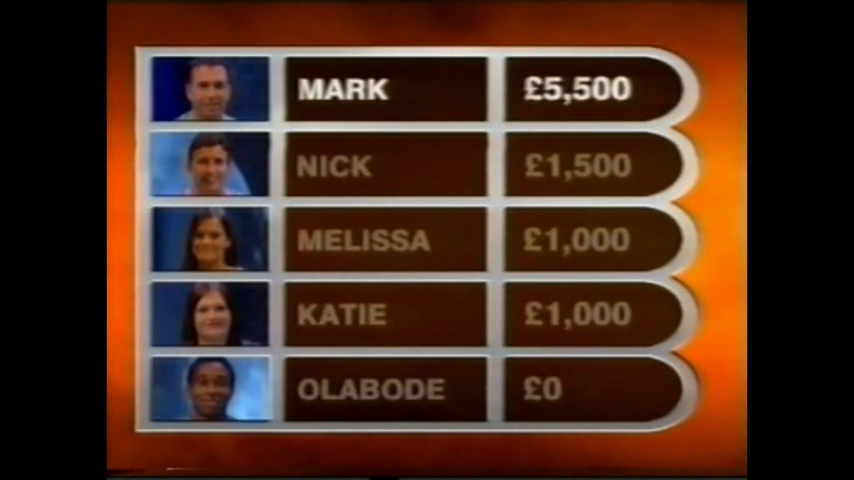 MARK £5,500
NICK £1,500
MELISSA £1,000
KATIE £1,000
OLABODE £0